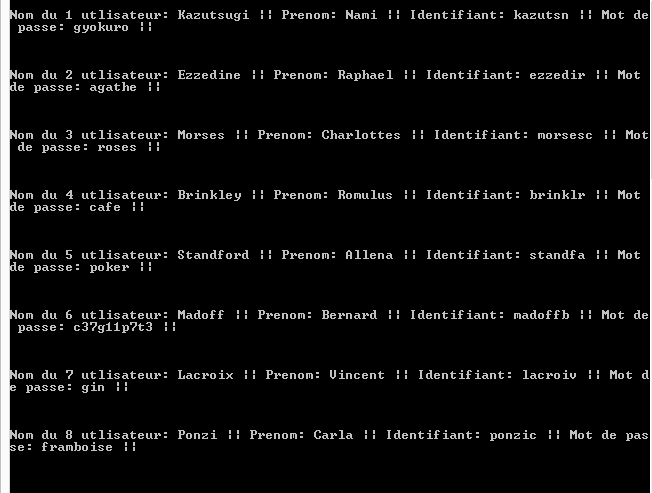 Nom du 1 utlisateur: Kazutsugi || Prenom: Nami || Identifiant: kazutsn || Mot de
 passe: gyokuro ||
Nom du 2 utlisateur: Ezzedine || Prenom: Raphael || Identifiant: ezzedir || Mot
de passe: agathe ||
Nom du 3 utlisateur: Morses || Prenom: Charlottes || Identifiant: morsesc || Mot
 de passe: roses ||
Nom du 4 utlisateur: Brinkley || Prenom: Romulus || Identifiant: brinklr || Mot
de passe: cafe ||
Nom du 5 utlisateur: Standford || Prenom: Allena || Identifiant: standfa || Mot
de passe: poker ||
Nom du 6 utlisateur: Madoff || Prenom: Bernard || Identifiant: madoffb || Mot de
 passe: c37g11p7t3 ||
Nom du 7 utlisateur: Lacroix || Prenom: Vincent || Identifiant: lacroiv || Mot d
e passe: gin ||
Nom du 8 utlisateur: Ponzi || Prenom: Carla || Identifiant: ponzic || Mot de pas
se: framboise ||